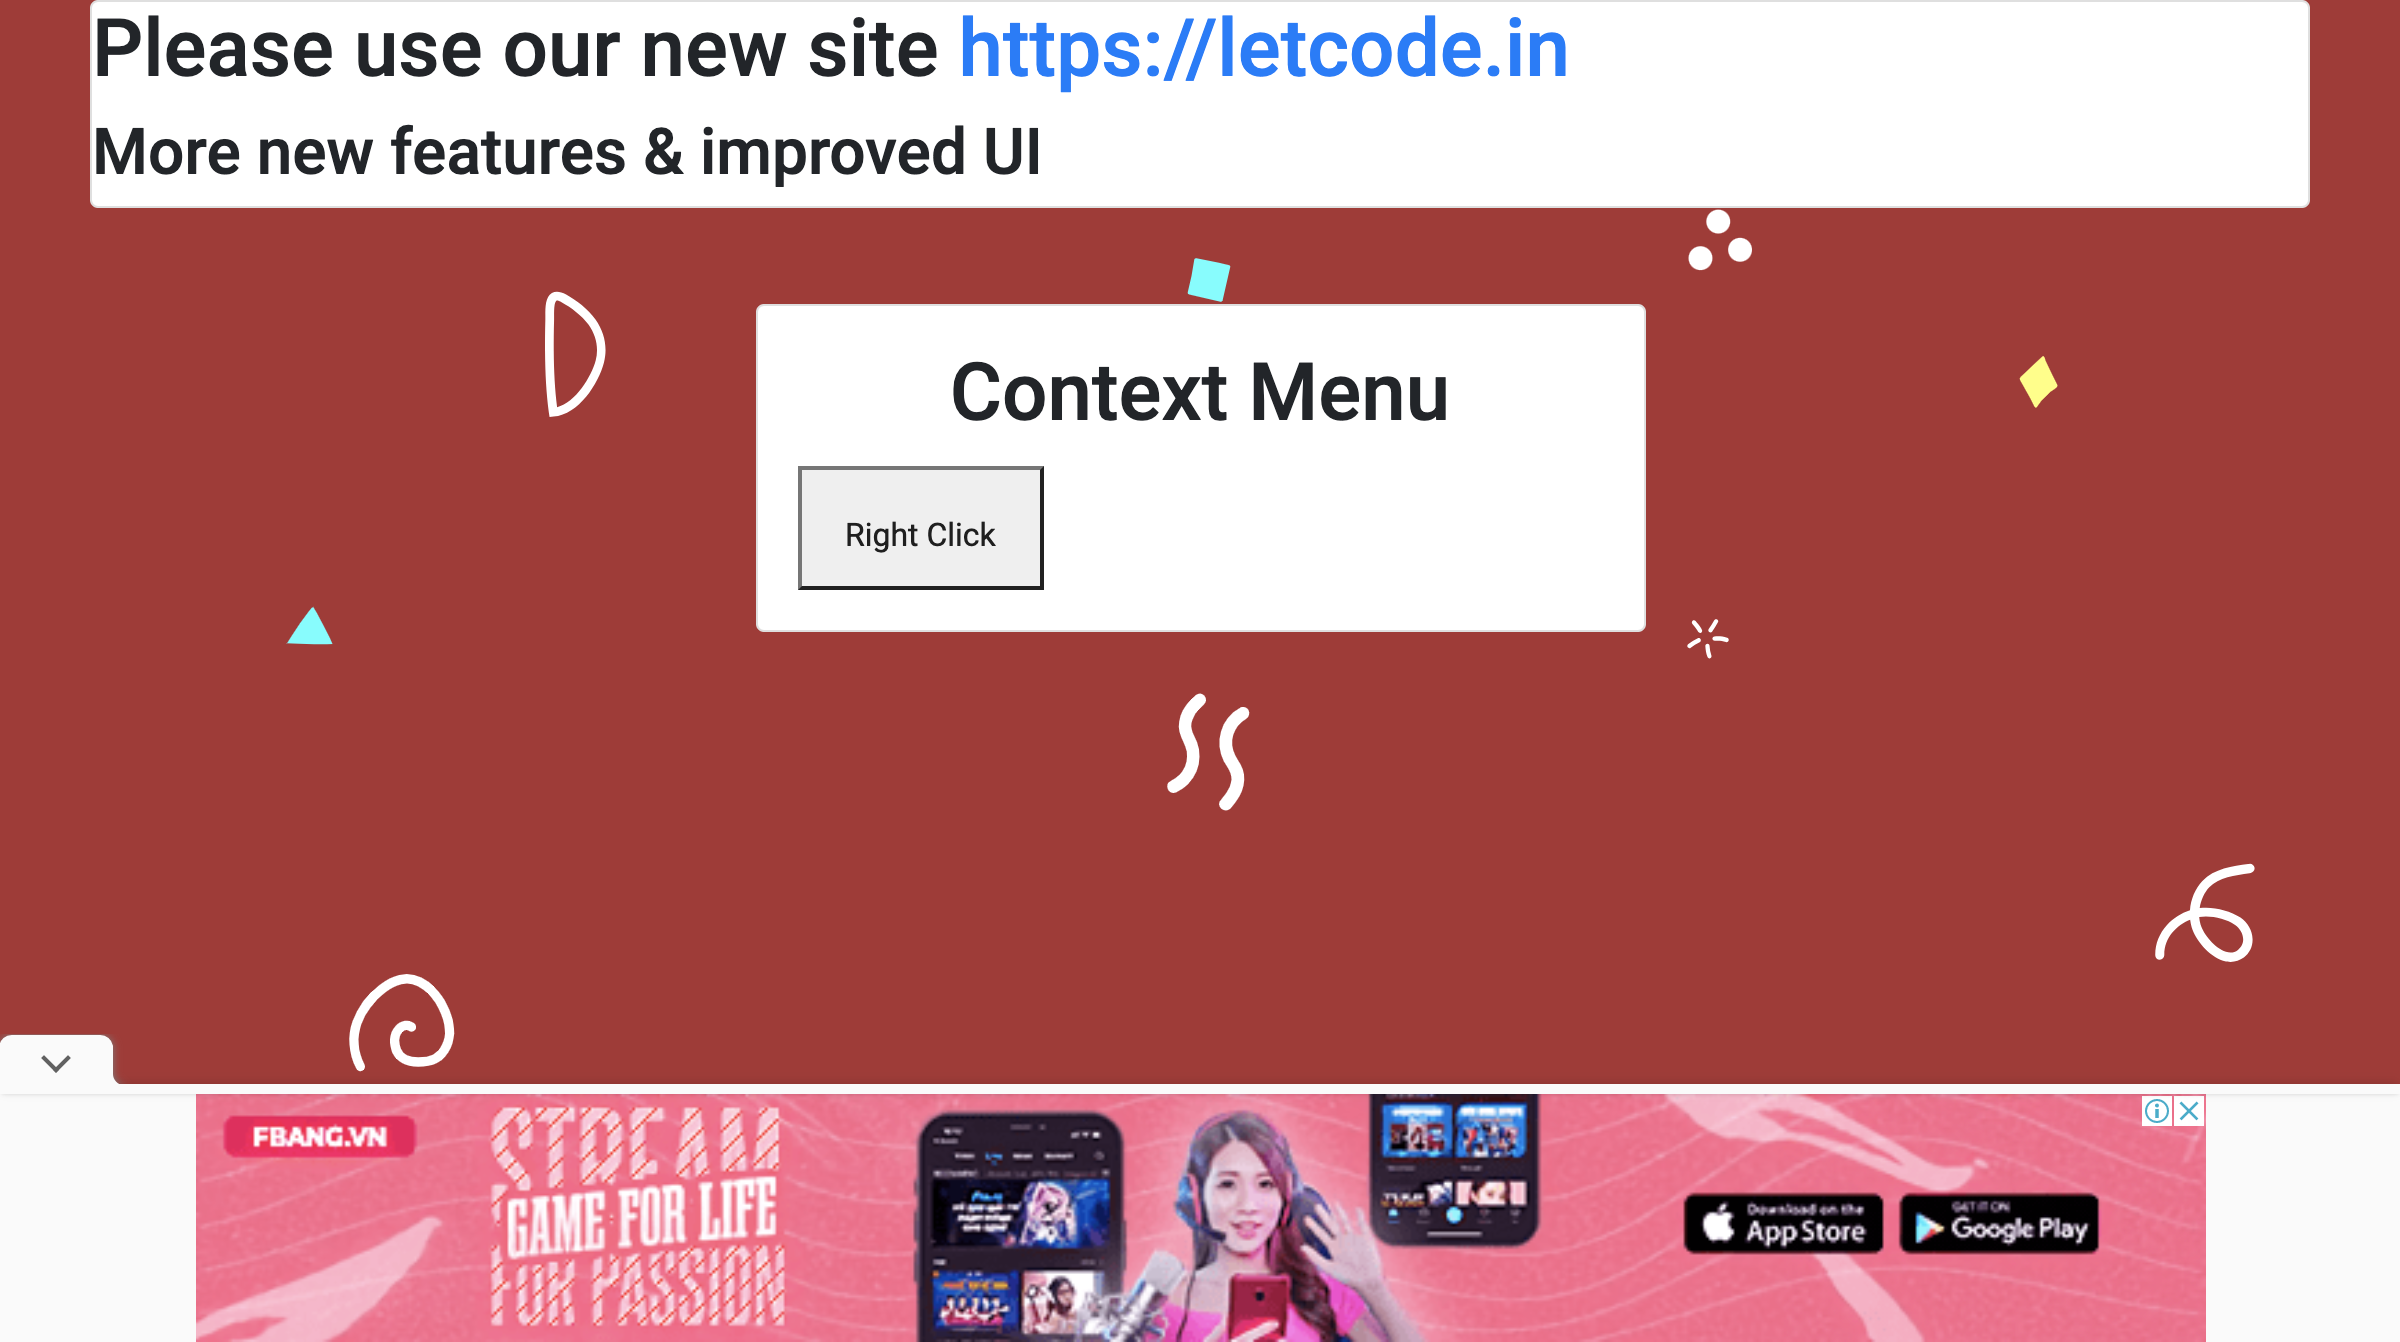 Please use our new site https://letcode.in
More new features & improved UI
Context Menu
Right Click
FBANG.VN
STREAM
GAME FOR LIFE
FOR PASSION
Download on the
App Store
GET IT ON
Google Play